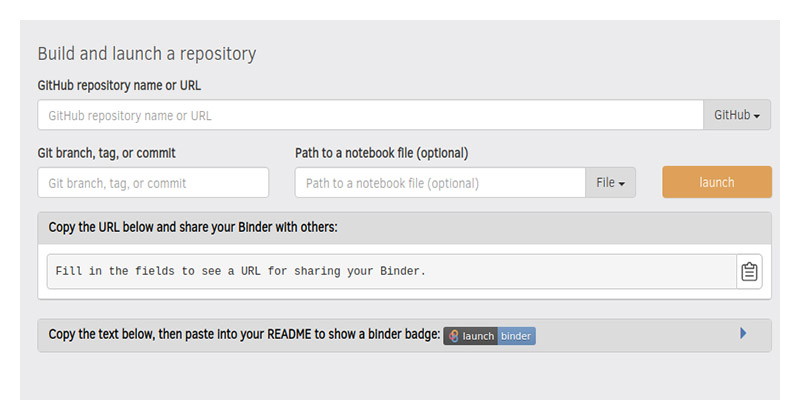 Build and launch a repository
GitHub repository name or URL
GitHub repository name or URL
GitHub
Git branch, tag, or commit
Path to a notebook file (optional)
Git branch, tag, or commit
Path to a notebook file (optional)
File
launch
Copy the URL below and share your Binder with others:
Fill in the fields to see a URL for sharing your Binder.
Copy the text below, then paste into your README to show a binder badge: launch binder